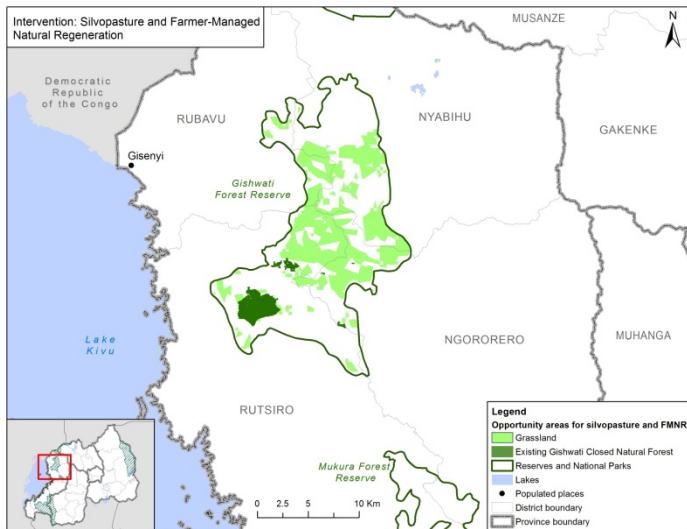 Intervention: Silvopasture and Farmer-Managed
Natural Regeneration
MUSANZE
N
Democratic
Republic
of the Congo
RUBAVU
NYABIHU
GAKENKE
Gisenyi
Gishwati
Forest Reserve
Lake
Kivu
NGORORERO
MUHANGA
RUTSIRO
Mukura Forest
Reserve
0 2.5 5 10 Km
Legend
Opportunity areas for silvopasture and FMNR
Grassland
Existing Gishwati Closed Natural Forest
Reserves and National Parks
Lakes
Populated places
District boundary
Province boundary